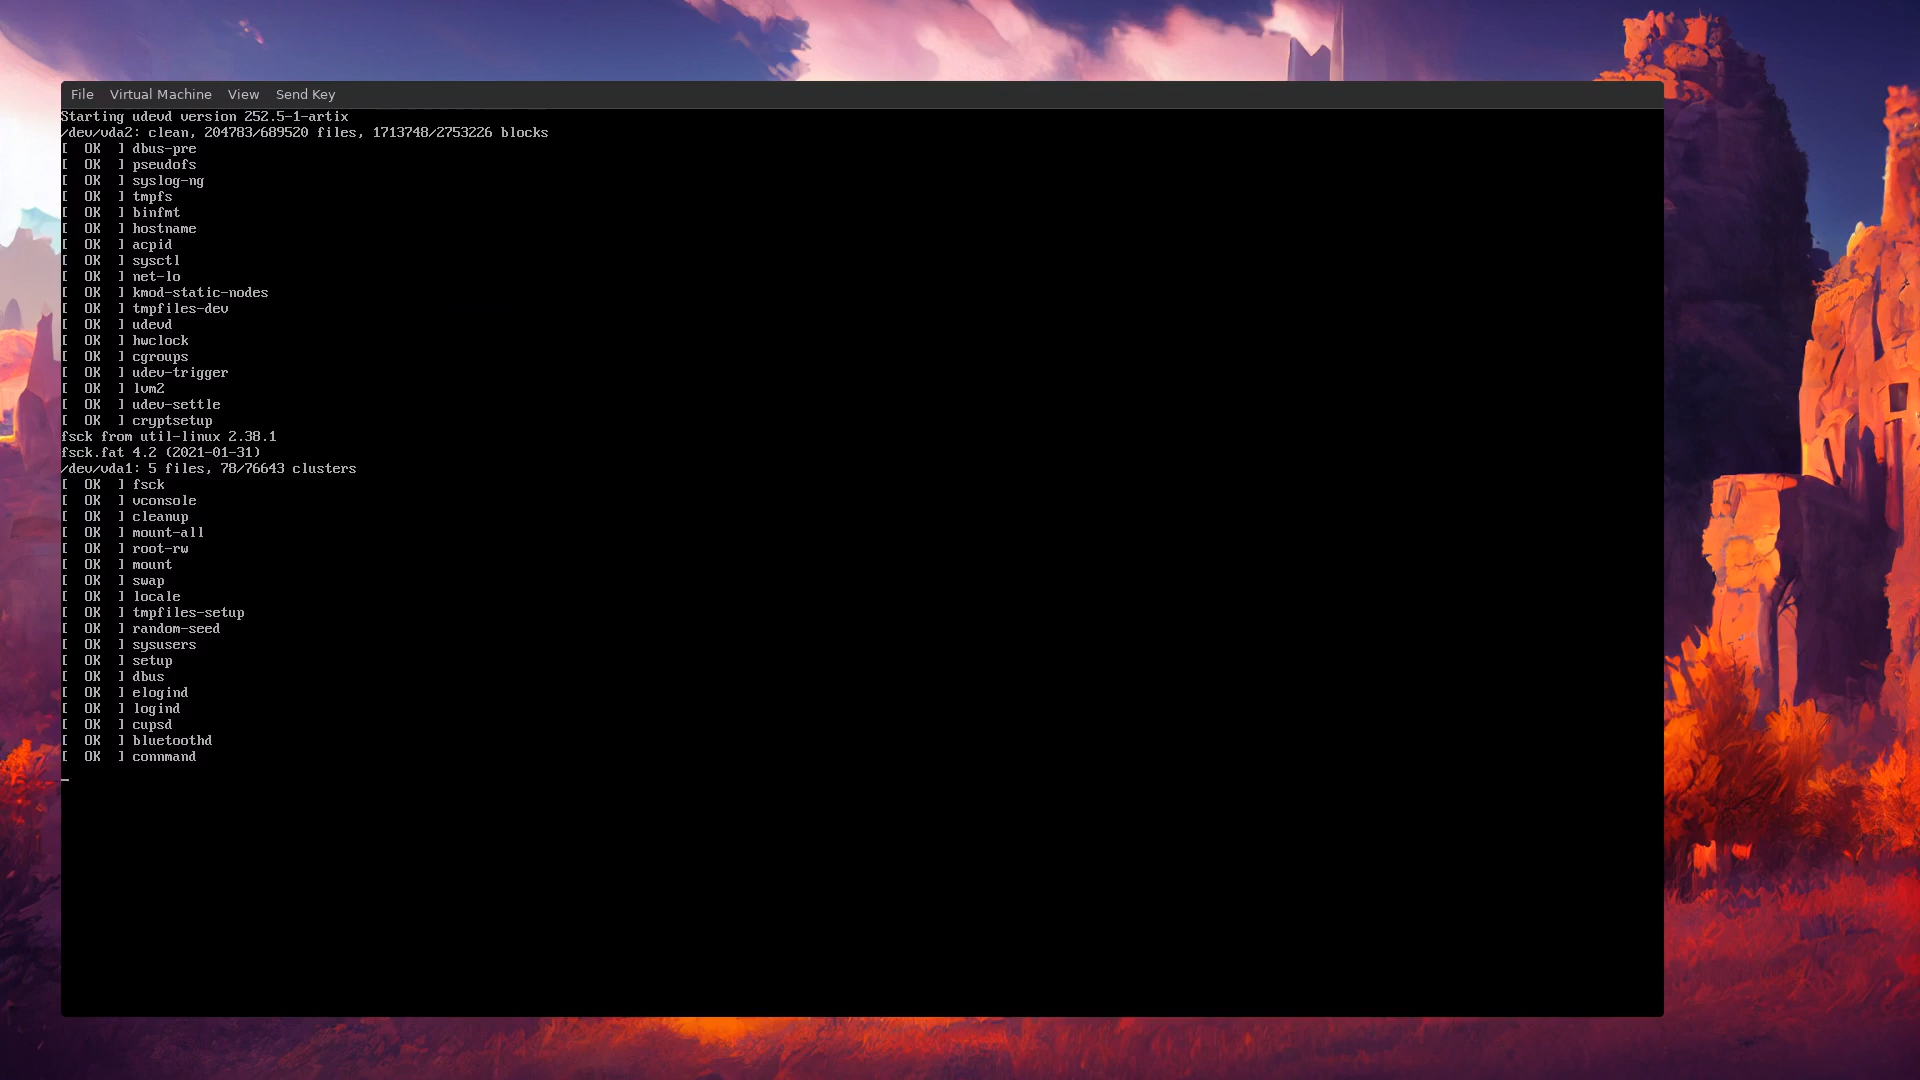 File Virtual Machine View Send Key
Starting udevd version 252.5-1-artix
/dev/vda2: clean, 204783/689520 files, 1713748/2753226 blocks
[  OK  ] dbus-pre
[  OK  ] pseudofs
[  OK  ] syslog-ng
[  OK  ] tmpfs
[  OK  ] binfmt
[  OK  ] hostname
[  OK  ] acpid
[  OK  ] sysctl
[  OK  ] net-lo
[  OK  ] kmod-static-nodes
[  OK  ] tmpfiles-dev
[  OK  ] udevd
[  OK  ] hwclock
[  OK  ] cgroups
[  OK  ] udev-trigger
[  OK  ] lvm2
[  OK  ] udev-settle
[  OK  ] cryptsetup
fsck from util-linux 2.38.1
fsck.fat 4.2 (2021-01-31)
/dev/vda1: 5 files, 78/76643 clusters
[  OK  ] fsck
[  OK  ] vconsole
[  OK  ] cleanup
[  OK  ] mount-all
[  OK  ] root-rw
[  OK  ] mount
[  OK  ] swap
[  OK  ] locale
[  OK  ] tmpfiles-setup
[  OK  ] random-seed
[  OK  ] sysusers
[  OK  ] setup
[  OK  ] dbus
[  OK  ] elogind
[  OK  ] logind
[  OK  ] cupsd
[  OK  ] bluetoothd
[  OK  ] connmand